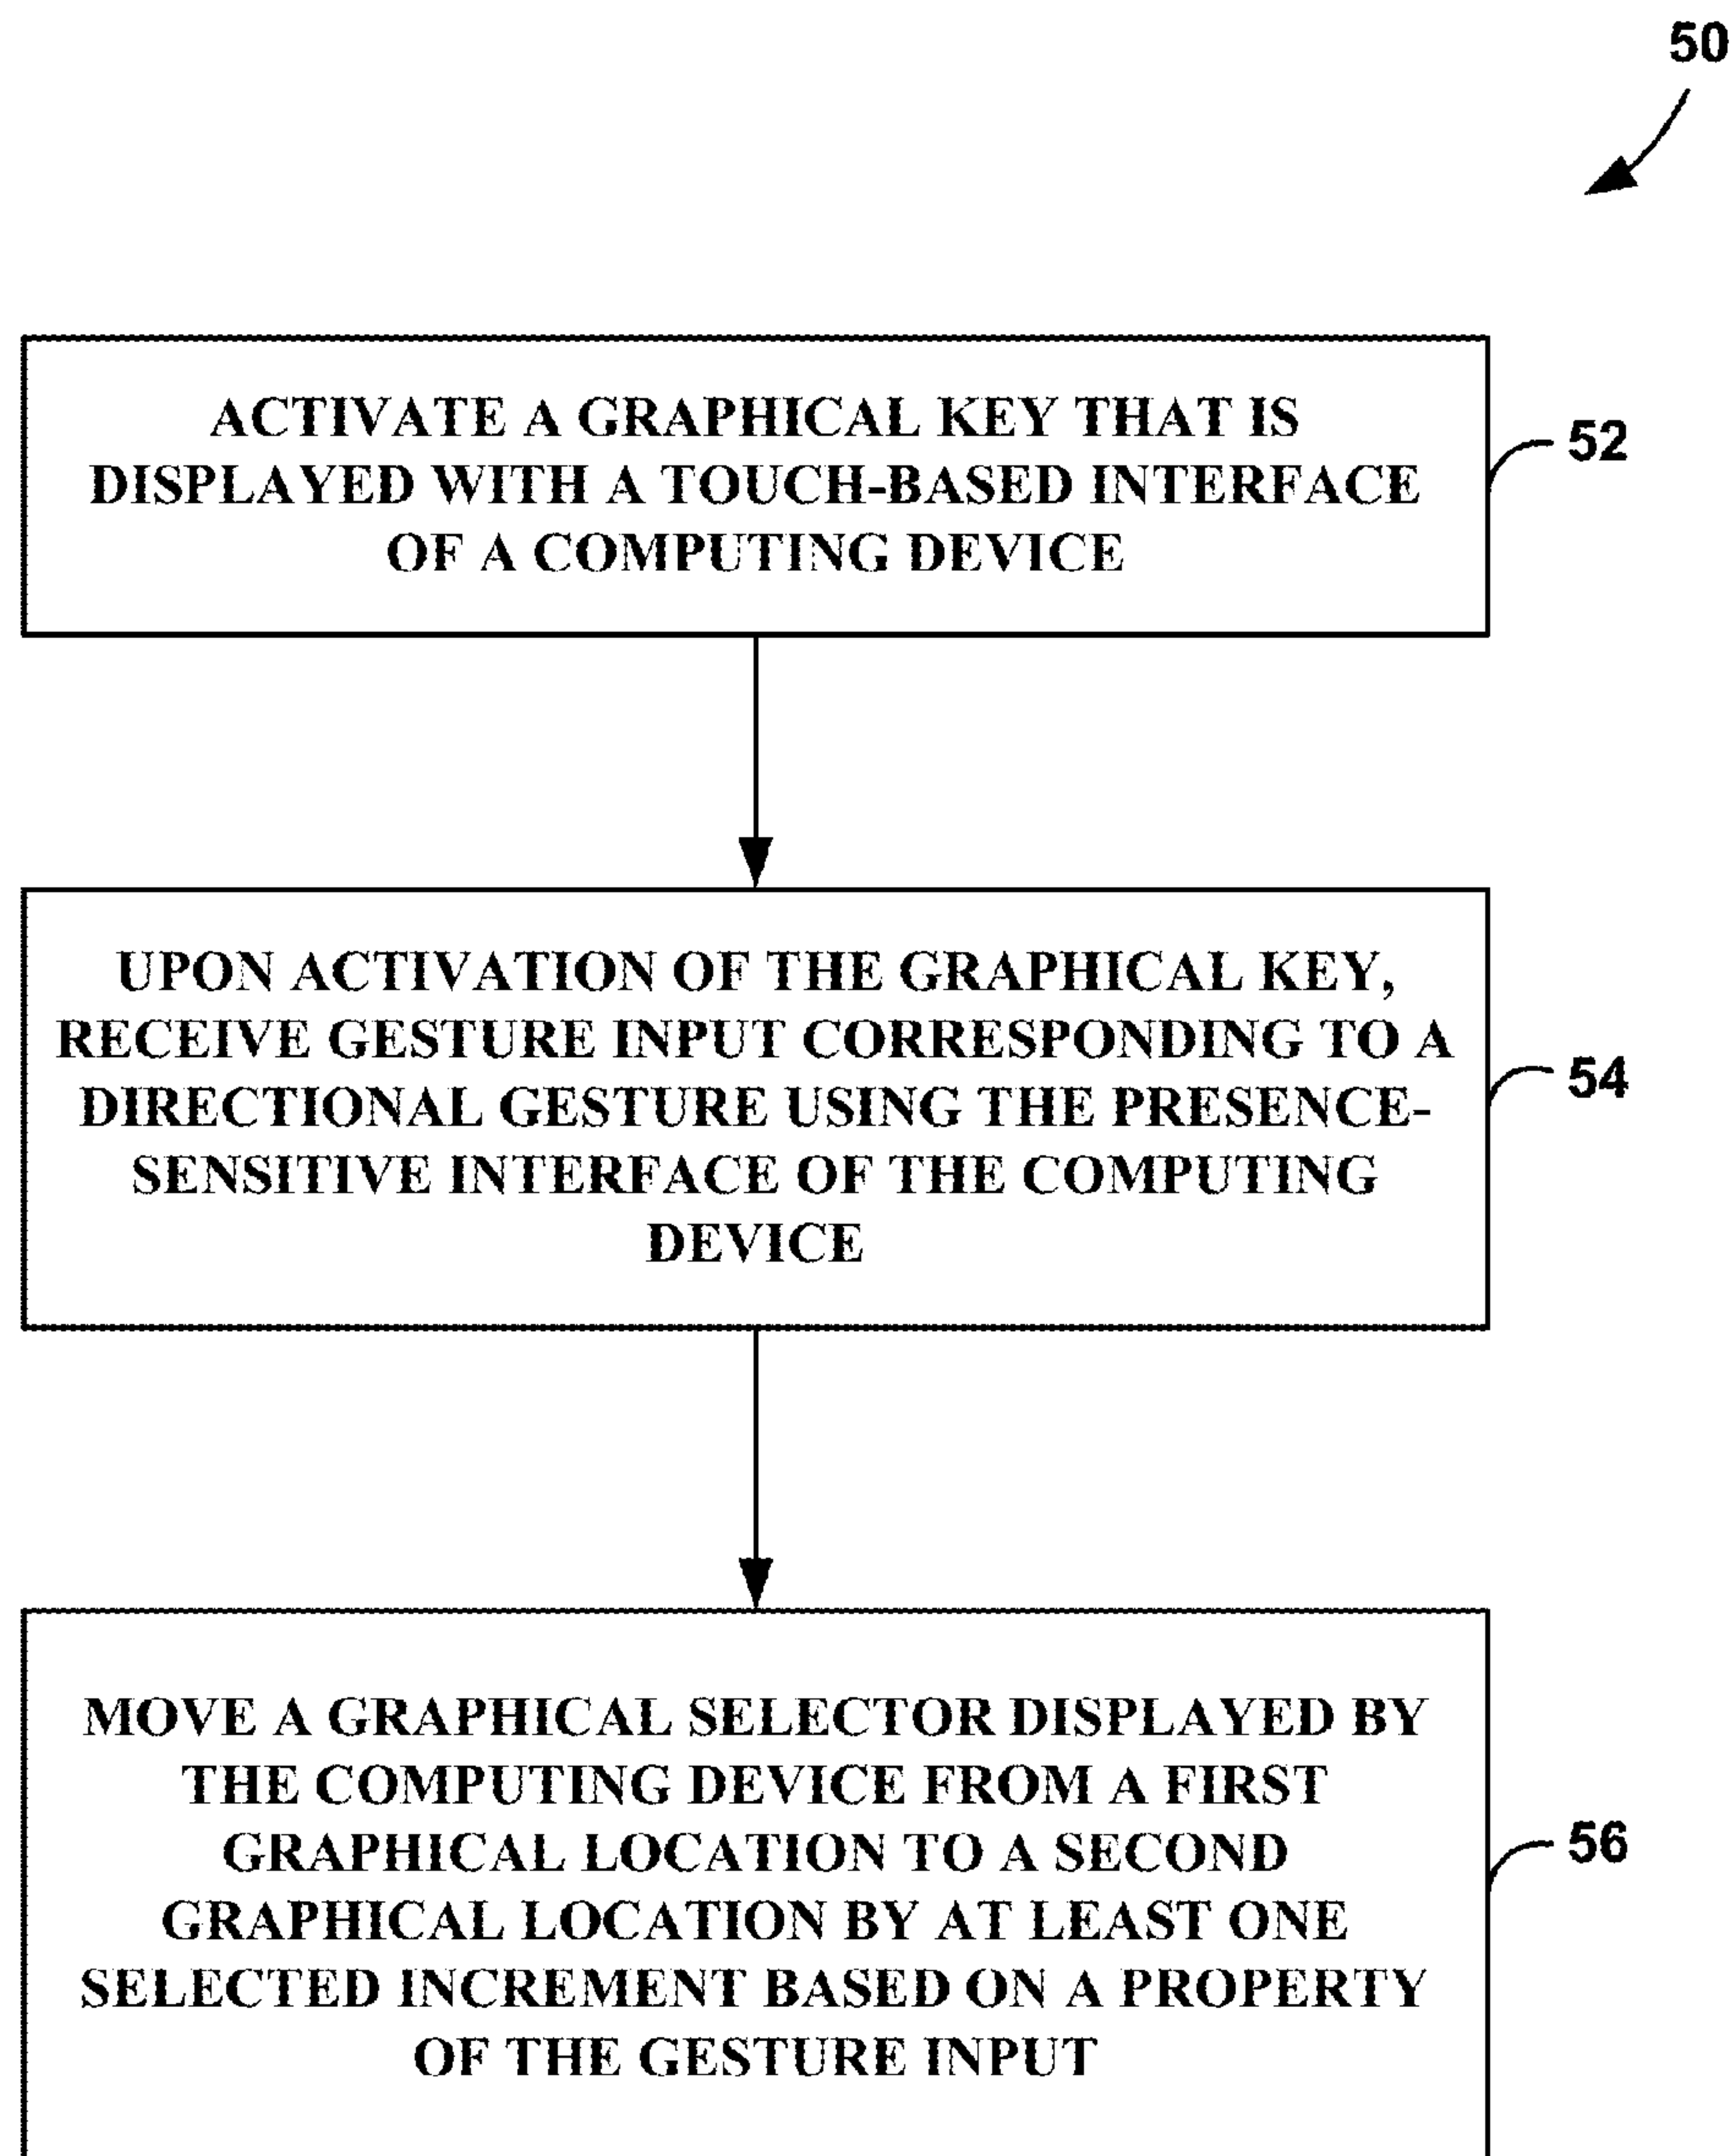 50
ACTIVATE A GRAPHICAL KEY THAT IS
DISPLAYED WITH A TOUCH-BASED INTERFACE
OF A COMPUTING DEVICE
52
UPON ACTIVATION OF THE GRAPHICAL KEY,
RECEIVE GESTURE INPUT CORRESPONDING TO A
DIRECTIONAL GESTURE USING THE PRESENCE-
SENSITIVE INTERFACE OF THE COMPUTING
DEVICE
54
MOVE A GRAPHICAL SELECTOR DISPLAYED BY
THE COMPUTING DEVICE FROM A FIRST
GRAPHICAL LOCATION TO A SECOND
GRAPHICAL LOCATION BY AT LEAST ONE
SELECTED INCREMENT BASED ON A PROPERTY
OF THE GESTURE INPUT
56